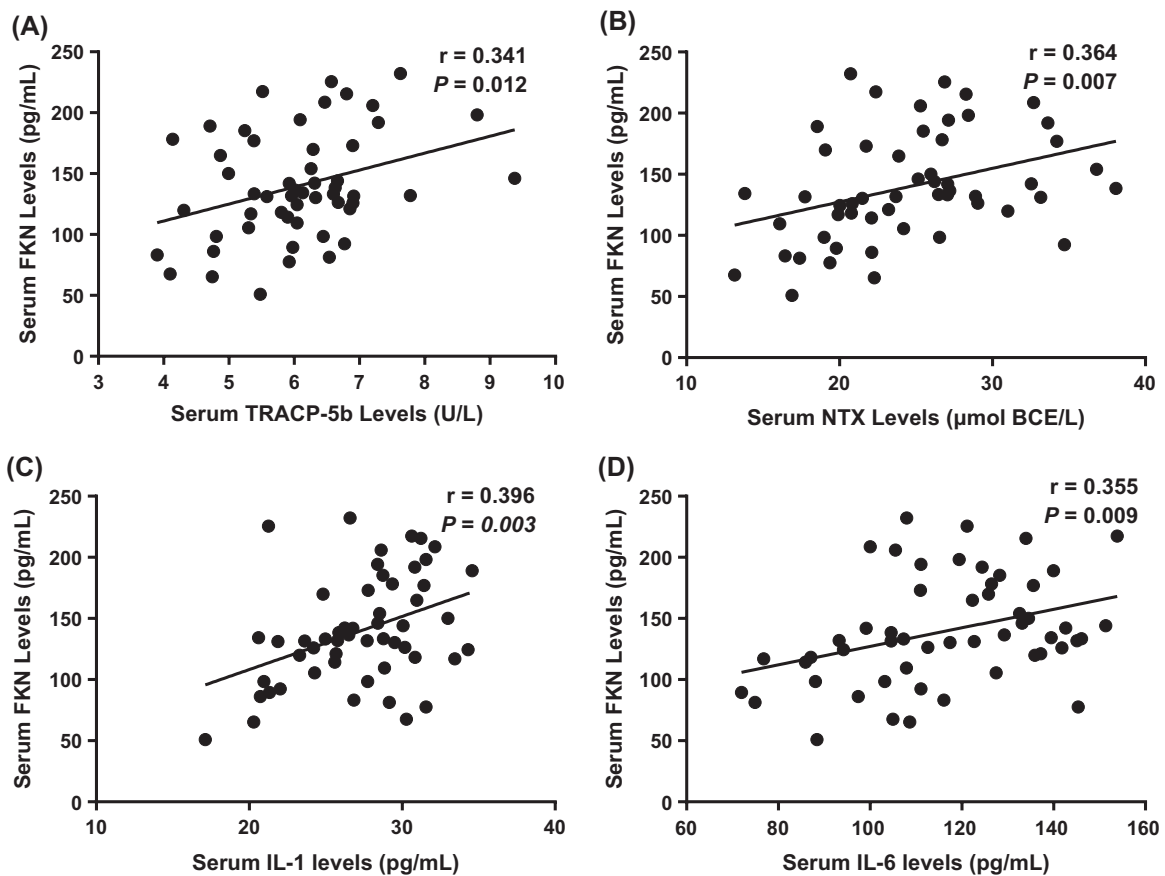 (A)
r = 0.341
P = 0.012
250
200
150
100
50
0
Serum FKN Levels (pg/mL)
3 4 5 6 7 8 9 10
Serum TRACP-5b Levels (U/L)
(B)
r = 0.364
P = 0.007
250
200
150
100
50
0
Serum FKN Levels (pg/mL)
10 20 30 40
Serum NTX Levels (μmol BCE/L)
(C)
r = 0.396
P = 0.003
250
200
150
100
50
0
Serum FKN Levels (pg/mL)
10 20 30 40
Serum IL-1 levels (pg/mL)
(D)
r = 0.355
P = 0.009
250
200
150
100
50
0
Serum FKN Levels (pg/mL)
60 80 100 120 140 160
Serum IL-6 levels (pg/mL)